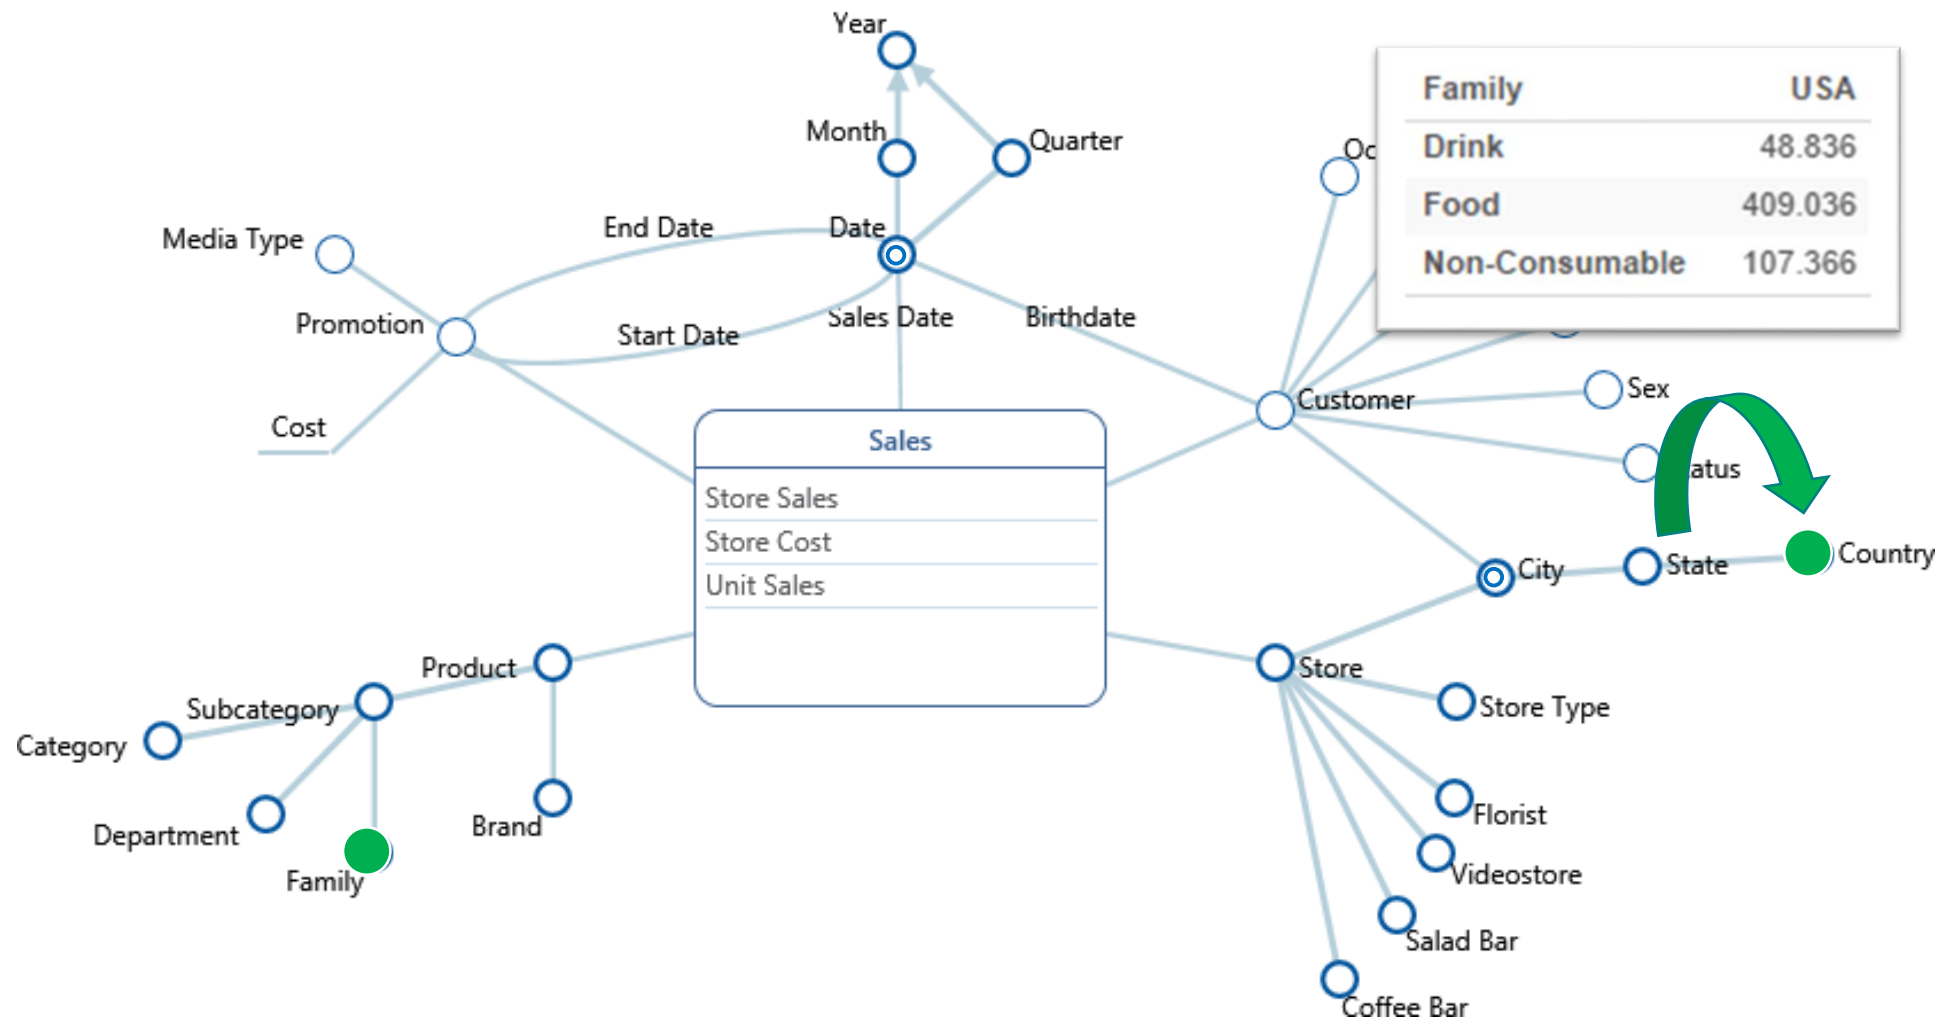 Year
Month
Quarter
Media Type
End Date
Date
Promotion
Start Date
Sales Date
Birthdate
Cost
Customer
Sex
City
State
Country
Sales
Store Sales
Store Cost
Unit Sales
Product
Subcategory
Category
Department
Family
Brand
Store
Store Type
Florist
Videostore
Salad Bar
Coffee Bar
Family USA
Drink 48.836
Food 409.036
Non-Consumable 107.366